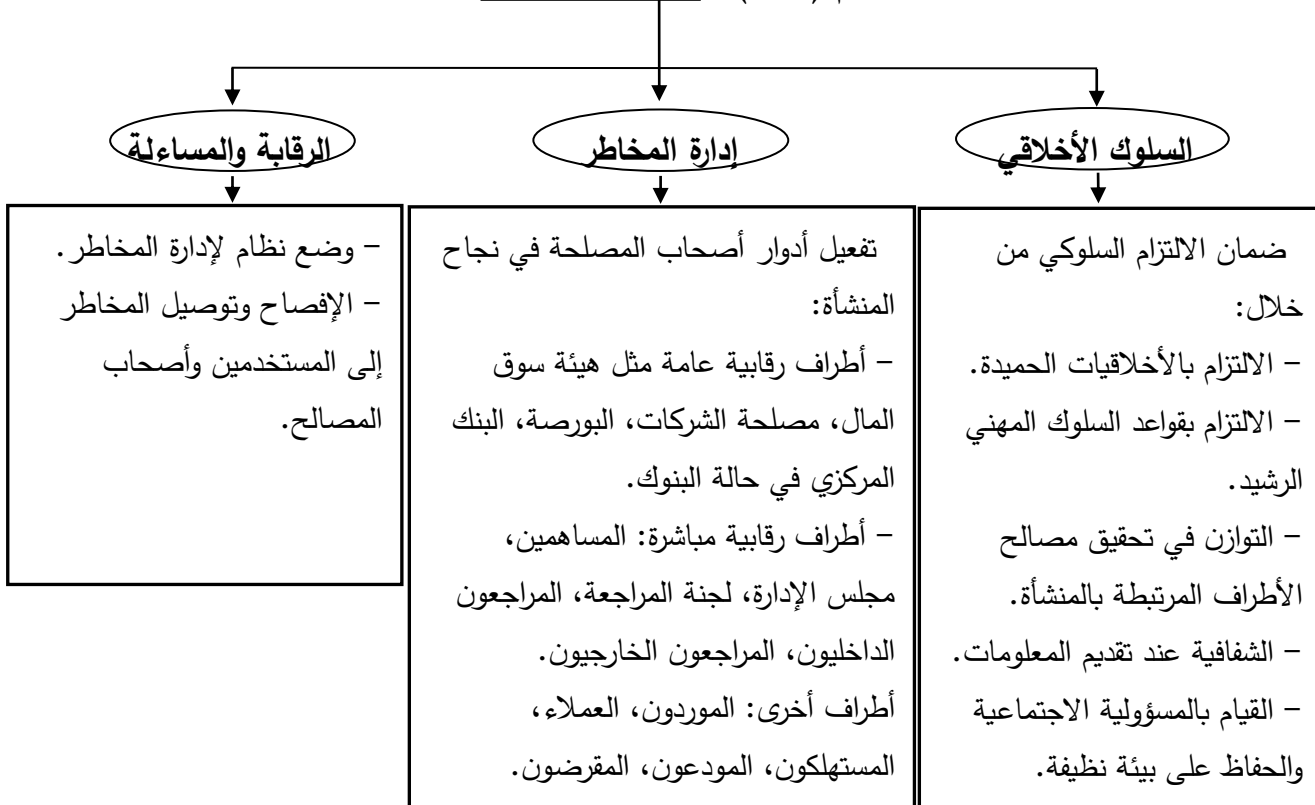 السلوك الأخلاقي
إدارة المخاطر
الرقابة والمساءلة
ضمان الالتزام السلوكي من
خلال:
– الالتزام بالأخلاقيات الحميدة.
– الالتزام بقواعد السلوك المهني
الرشيد.
– التوازن في تحقيق مصالح
الأطراف المرتبطة بالمنشأة.
– الشفافية عند تقديم المعلومات.
– القيام بالمسؤولية الاجتماعية
والحفاظ على بيئة نظيفة.
تفعيل أدوار أصحاب المصلحة في نجاح
المنشأة:
– أطراف رقابية عامة مثل هيئة سوق
المال، مصلحة الشركات، البورصة، البنك
المركزي في حالة البنوك.
– أطراف رقابية مباشرة: المساهمين،
مجلس الإدارة، لجنة المراجعة، المراجعون
الداخليون، المراجعون الخارجيون.
أطراف أخرى: الموردون، العملاء،
المستهلكون، المودعون، المقرضون.
– وضع نظام لإدارة المخاطر.
– الإفصاح وتوصيل المخاطر
إلى المستخدمين وأصحاب
المصالح.